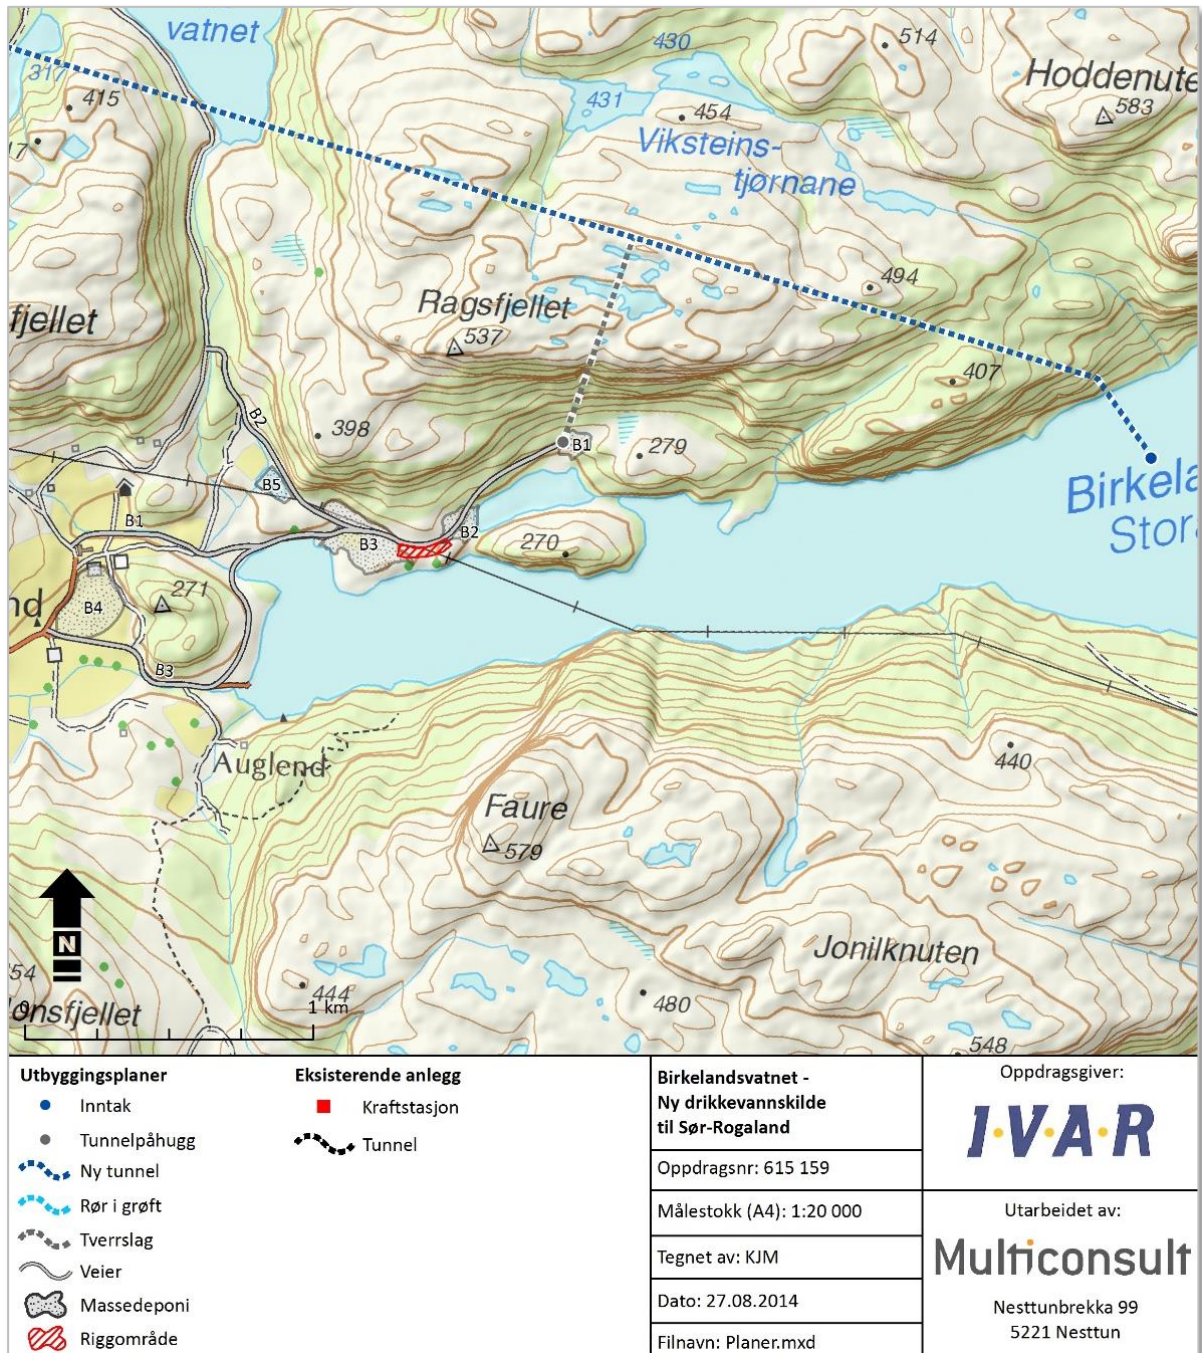 vatnet
317
415
17
430
431
454
514
Hoddenute
583
Viksteins-
tjørnane
494
407
Ragsfjellet
537
fjellet
398
B2
B1
279
B5
B1
B3
B2
270
Birkela
Stora
nd
B4
271
B3
Auglend
Faure
579
440
Jonilknuten
444
480
548
54
onsfjellet
N
0
1 km
Utbyggingsplaner
Inntak
Tunnelpåhugg
Ny tunnel
Rør i grøft
Tverrslag
Veier
Massedeponi
Riggområde
Eksisterende anlegg
Kraftstasjon
Tunnel
Birkelandsvatnet -
Ny drikkevannskilde
til Sør-Rogaland
Oppdragsnr: 615 159
Målestokk (A4): 1:20 000
Tegnet av: KJM
Dato: 27.08.2014
Filnavn: Planer.mxd
Oppdragsgiver:
I·V·A·R
Utarbeidet av:
Multiconsult
Nesttunbrekka 99
5221 Nesttun